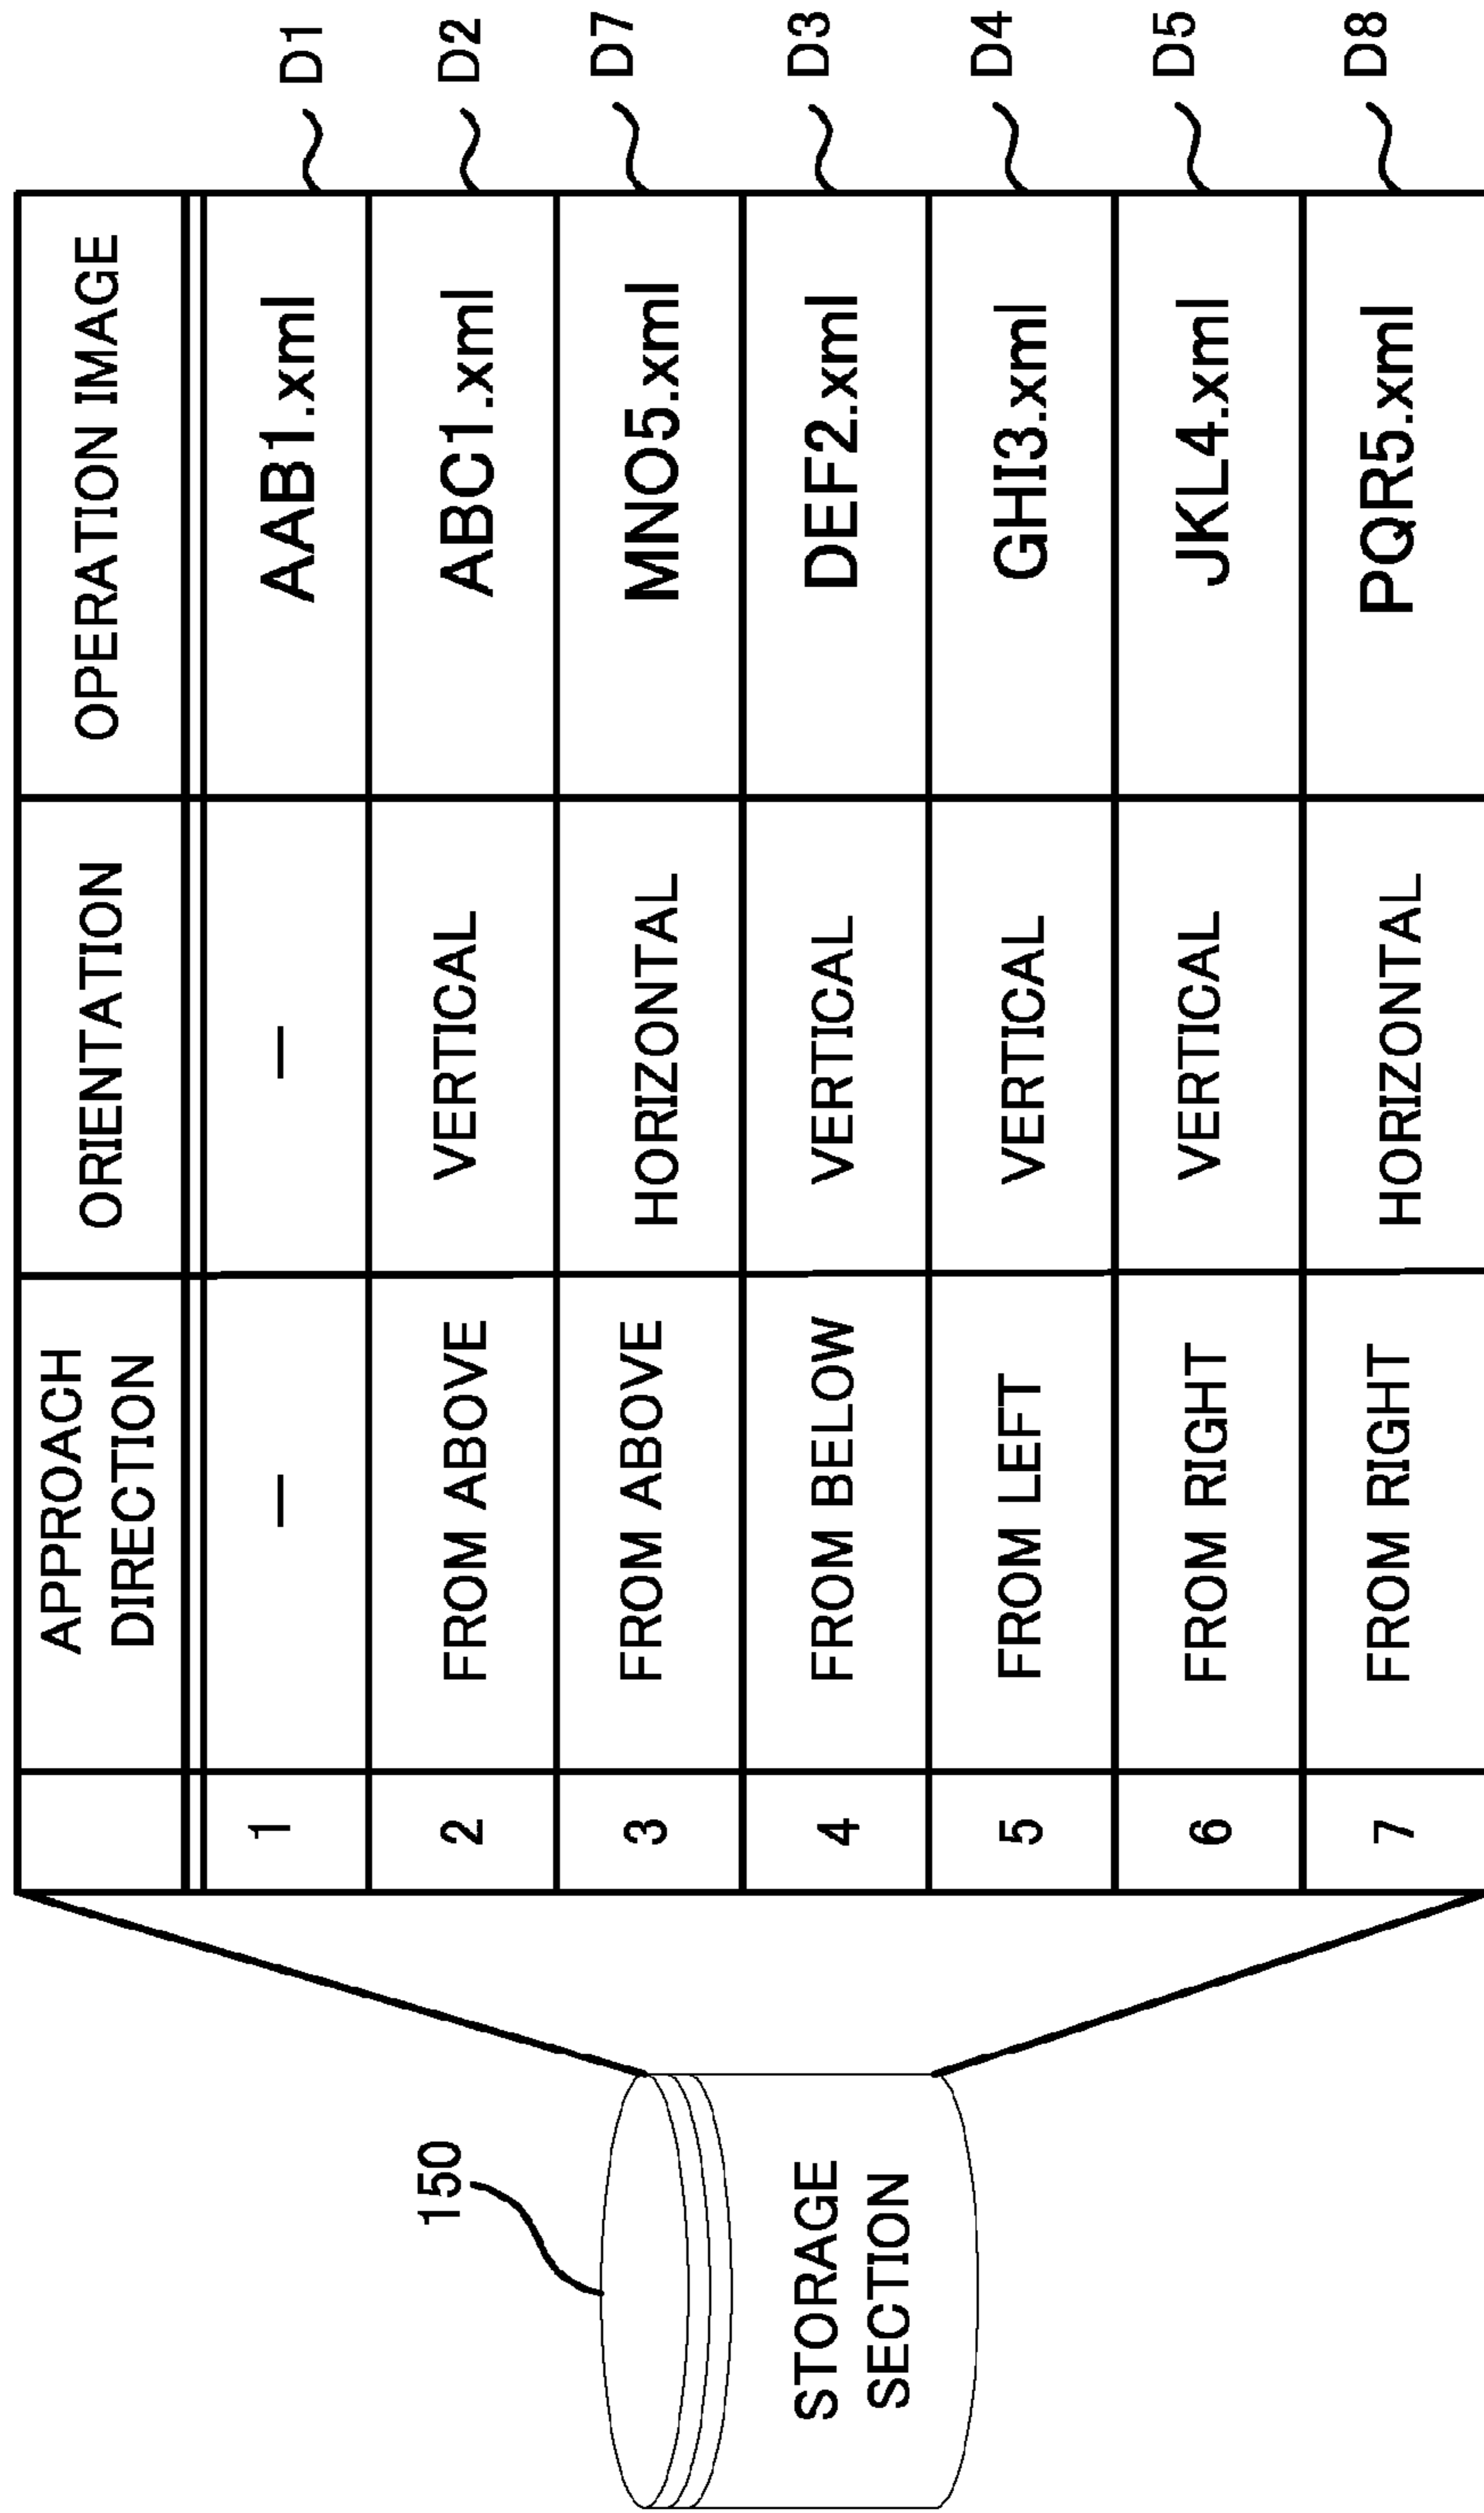 APPROACH
DIRECTION
ORIENTATION
OPERATION IMAGE
1
—
—
AAB1.xml
D1
2
FROM ABOVE
VERTICAL
ABC1.xml
D2
3
FROM ABOVE
HORIZONTAL
MNO5.xml
D7
4
FROM BELOW
VERTICAL
DEF2.xml
D3
5
FROM LEFT
VERTICAL
GHI3.xml
D4
6
FROM RIGHT
VERTICAL
JKL4.xml
D5
7
FROM RIGHT
HORIZONTAL
PQR5.xml
D8
150
STORAGE
SECTION